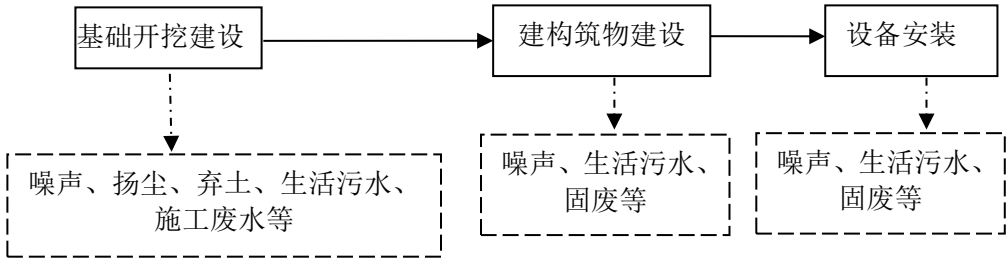 基础开挖建设
建构筑物建设
设备安装
噪声、扬尘、弃土、生活污水、
施工废水等
噪声、生活污水、
固废等
噪声、生活污水、
固废等